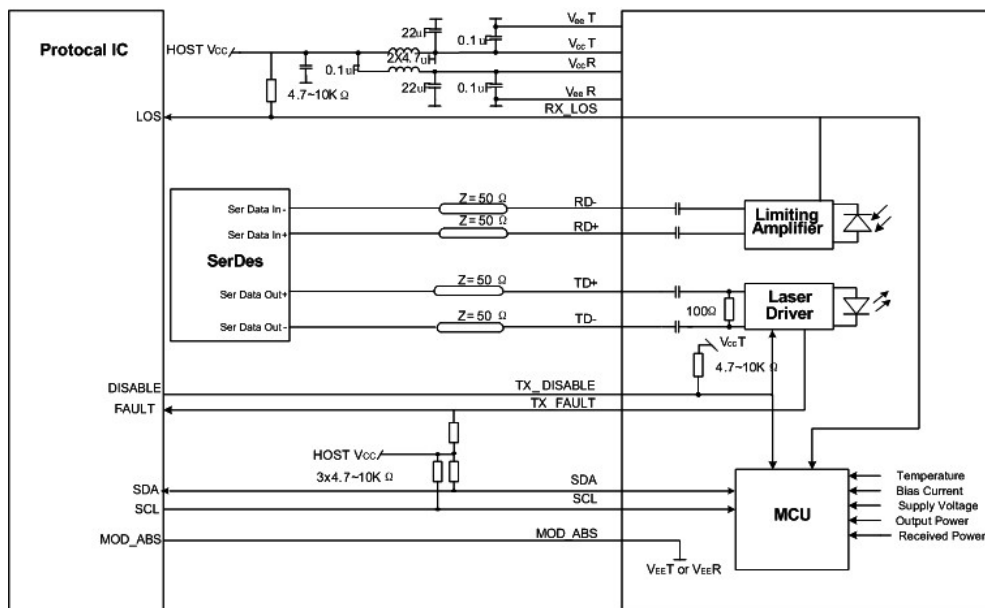 Protocal IC
HOST Vcc
22uF
0.1uF
VeeT
VccT
0.1uF
2X4.7uH
VccR
4.7~10K Ω
22uF
0.1uF
VeeR
LOS
RX_LOS
Z=50 Ω
RD-
Ser Data In-
Z=50 Ω
RD+
Ser Data In+
Limiting
Amplifier
SerDes
Z=50 Ω
TD+
Ser Data Out+
Z=50 Ω
TD-
Ser Data Out-
100Ω
Laser
Driver
VccT
4.7~10K Ω
DISABLE
TX_DISABLE
FAULT
TX_FAULT
HOST Vcc
3x4.7~10K Ω
SDA
SDA
SCL
SCL
MCU
Temperature
Bias Current
Supply Voltage
Output Power
Received Power
MOD_ABS
MOD_ABS
VEET or VEER